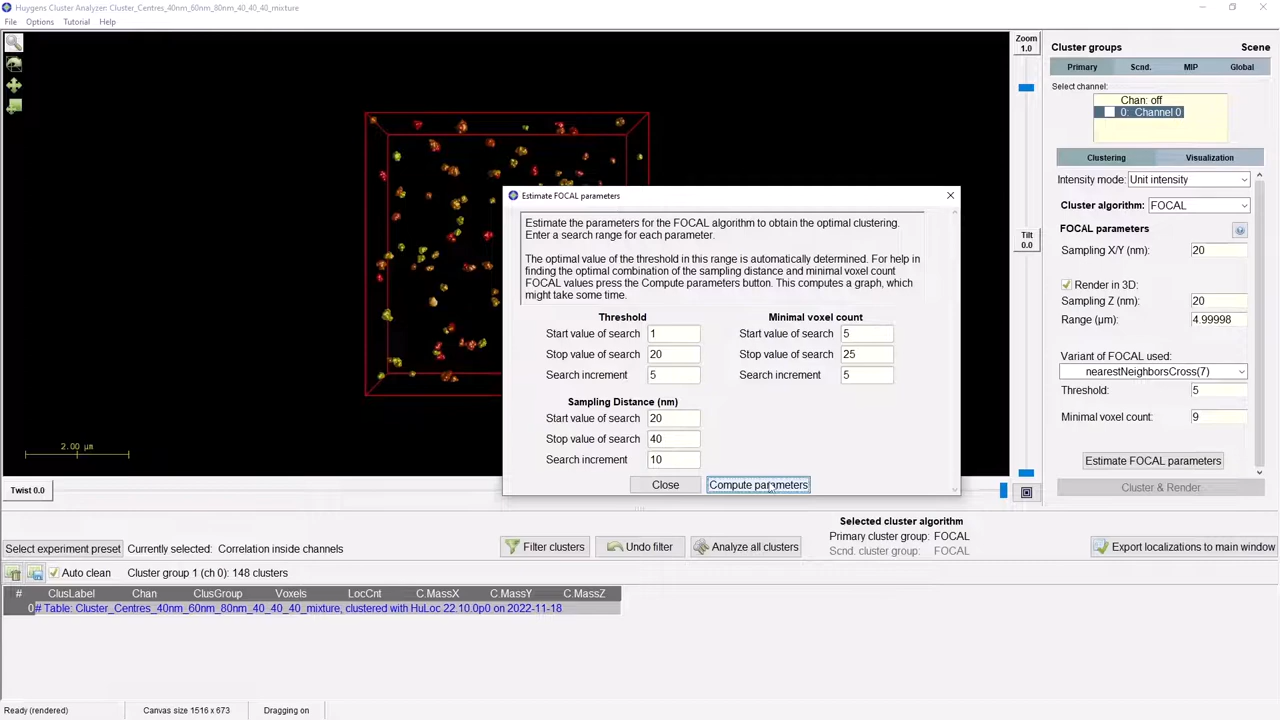 Huygens Cluster Analyzer: Cluster_Centres_40nm_60nm_80nm_40_40_40_mixture
File Options Tutorial Help
Zoom
1.0
Tilt
0.0
2.00 µm
Twist 0.0
Cluster groups Scene
Primary Scnd. MIP Global
Select channel:
Chan: off
0: Channel 0
Clustering Visualization
Intensity mode: Unit intensity
Cluster algorithm: FOCAL
FOCAL parameters
Sampling X/Y (nm): 20
Render in 3D:
Sampling Z (nm): 20
Range (µm): 4.99998
Variant of FOCAL used:
nearestNeighborsCross(7)
Threshold: 5
Minimal voxel count: 9
Estimate FOCAL parameters
Cluster & Render
Estimate FOCAL parameters
Estimate the parameters for the FOCAL algorithm to obtain the optimal clustering.
Enter a search range for each parameter.
The optimal value of the threshold in this range is automatically determined. For help in
finding the optimal combination of the sampling distance and minimal voxel count
FOCAL values press the Compute parameters button. This computes a graph, which
might take some time.
Threshold Minimal voxel count
Start value of search 1 Start value of search 5
Stop value of search 20 Stop value of search 25
Search increment 5 Search increment 5
Sampling Distance (nm)
Start value of search 20
Stop value of search 40
Search increment 10
Close Compute parameters
Selected cluster algorithm
Primary cluster group: FOCAL
Scnd. cluster group: FOCAL
Select experiment preset Currently selected: Correlation inside channels Filter clusters Undo filter Analyze all clusters Export localizations to main window
Auto clean Cluster group 1 (ch 0): 148 clusters
# ClusLabel Chan ClusGroup Voxels LocCnt C.MassX C.MassY C.MassZ
0 # Table: Cluster_Centres_40nm_60nm_80nm_40_40_40_mixture, clustered with HuLoc 22.10.0p0 on 2022-11-18
Ready (rendered) Canvas size 1516 x 673 Dragging on